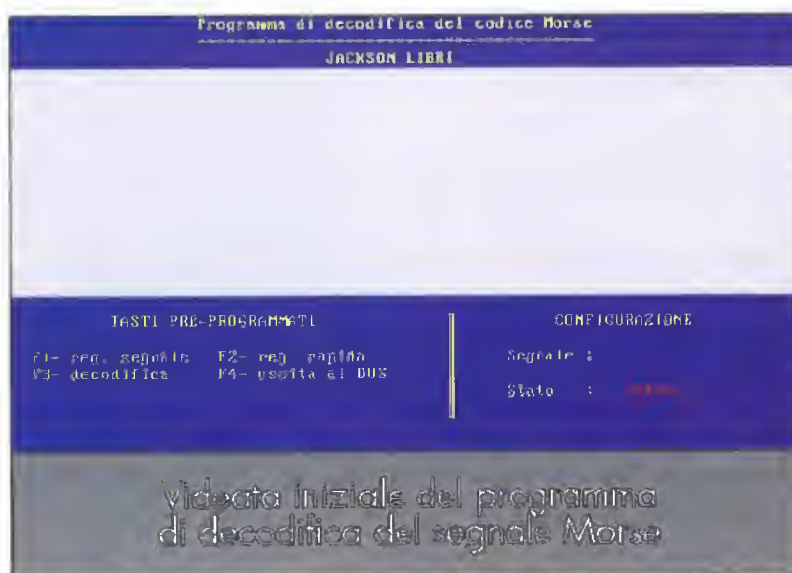 Programma di decodifica del codice Morse
JACKSON LIBRI
TASTI PRE-PROGRAMMATI
CONFIGURAZIONE
F1- reg. segnale F2- reg rapida
Segnale :
F3- decodifica F4- uscita al DOS
Stato :
Videata iniziale del programma
di decodifica del segnale Morse